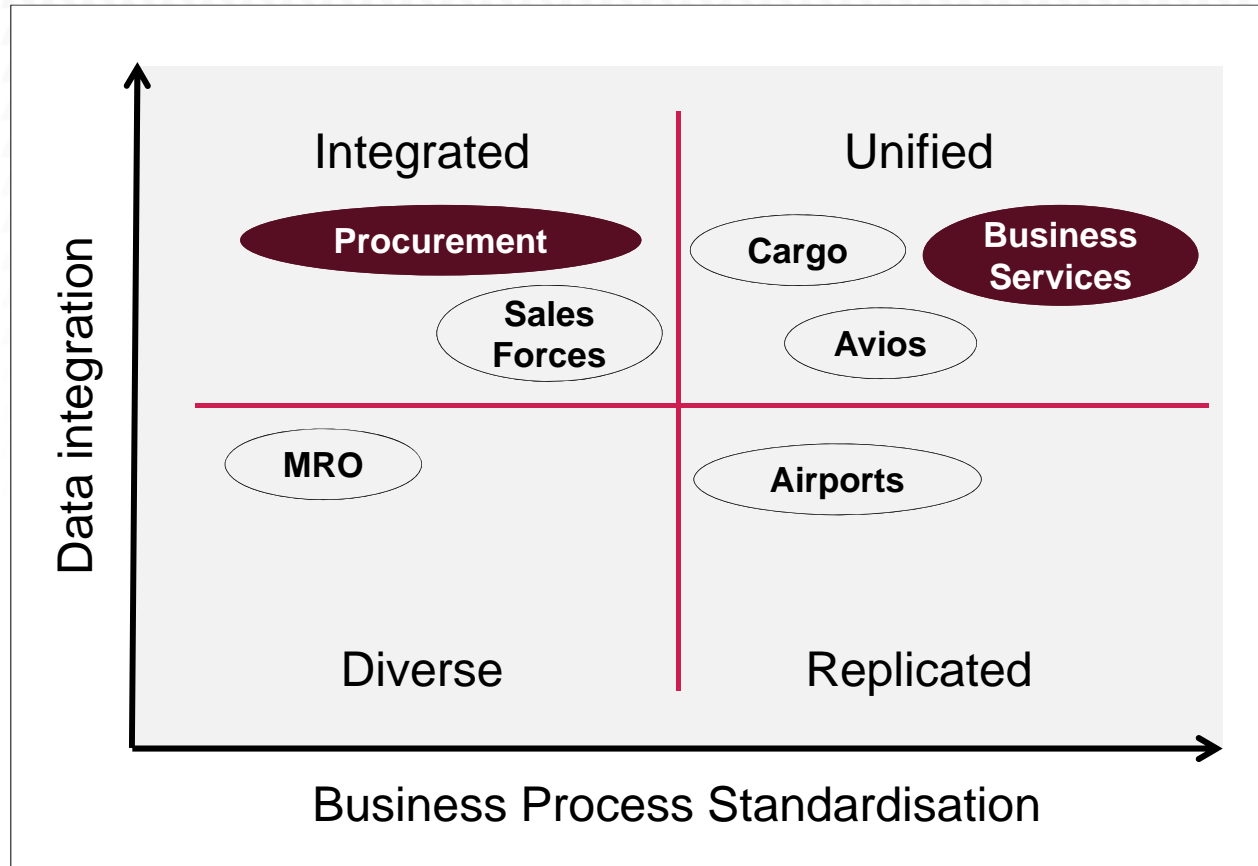 Data integration
Integrated
Unified
Procurement
Cargo
Business
Services
Sales
Forces
Avios
MRO
Airports
Diverse
Replicated
Business Process Standardisation